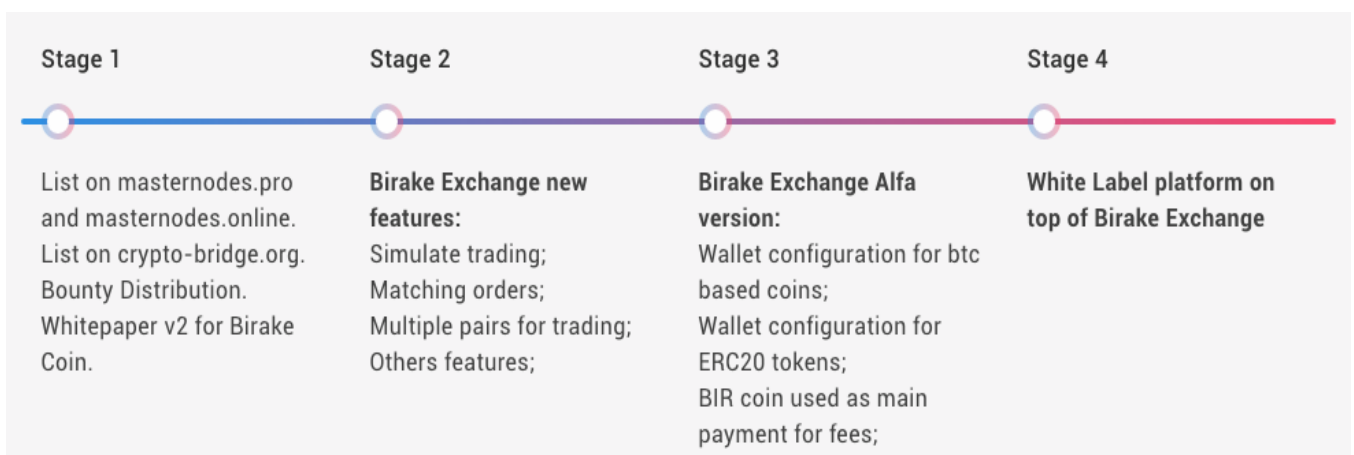 Stage 1
List on masternodes.pro
and masternodes.online.
List on crypto-bridge.org.
Bounty Distribution.
Whitepaper v2 for Birake
Coin.
Stage 2
Birake Exchange new
features:
Simulate trading;
Matching orders;
Multiple pairs for trading;
Others features;
Stage 3
Birake Exchange Alfa
version:
Wallet configuration for btc
based coins;
Wallet configuration for
ERC20 tokens;
BIR coin used as main
payment for fees;
Stage 4
White Label platform on
top of Birake Exchange